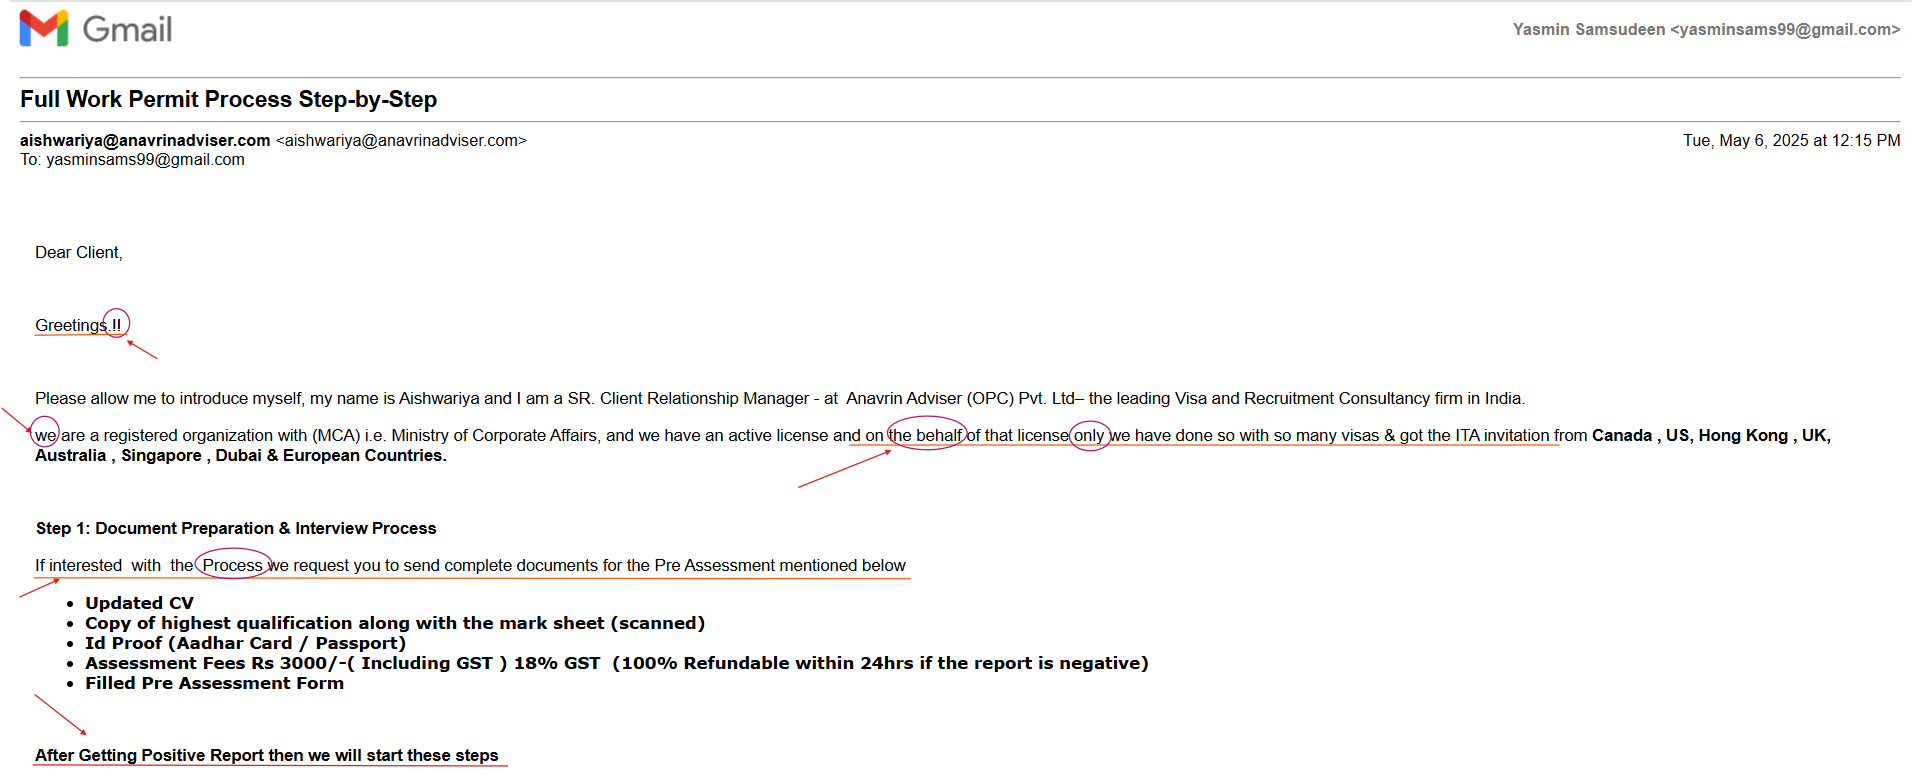 Gmail
Yasmin Samsudeen <yasminsams99@gmail.com>
Full Work Permit Process Step-by-Step
aishwariya@anavrinadviser.com <aishwariya@anavrinadviser.com>
Tue, May 6, 2025 at 12:15 PM
To: yasminsams99@gmail.com
Dear Client,
Greetings.!!
Please allow me to introduce myself, my name is Aishwariya and I am a SR. Client Relationship Manager - at  Anavrin Adviser (OPC) Pvt. Ltd– the leading Visa and Recruitment Consultancy firm in India.
we are a registered organization with (MCA) i.e. Ministry of Corporate Affairs, and we have an active license and on the behalf of that license only we have done so with so many visas & got the ITA invitation from Canada , US, Hong Kong , UK,
Australia , Singapore , Dubai & European Countries.
Step 1: Document Preparation & Interview Process
If interested  with  the  Process we request you to send complete documents for the Pre Assessment mentioned below
• Updated CV
• Copy of highest qualification along with the mark sheet (scanned)
• Id Proof (Aadhar Card / Passport)
• Assessment Fees Rs 3000/-( Including GST ) 18% GST  (100% Refundable within 24hrs if the report is negative)
• Filled Pre Assessment Form
After Getting Positive Report then we will start these steps